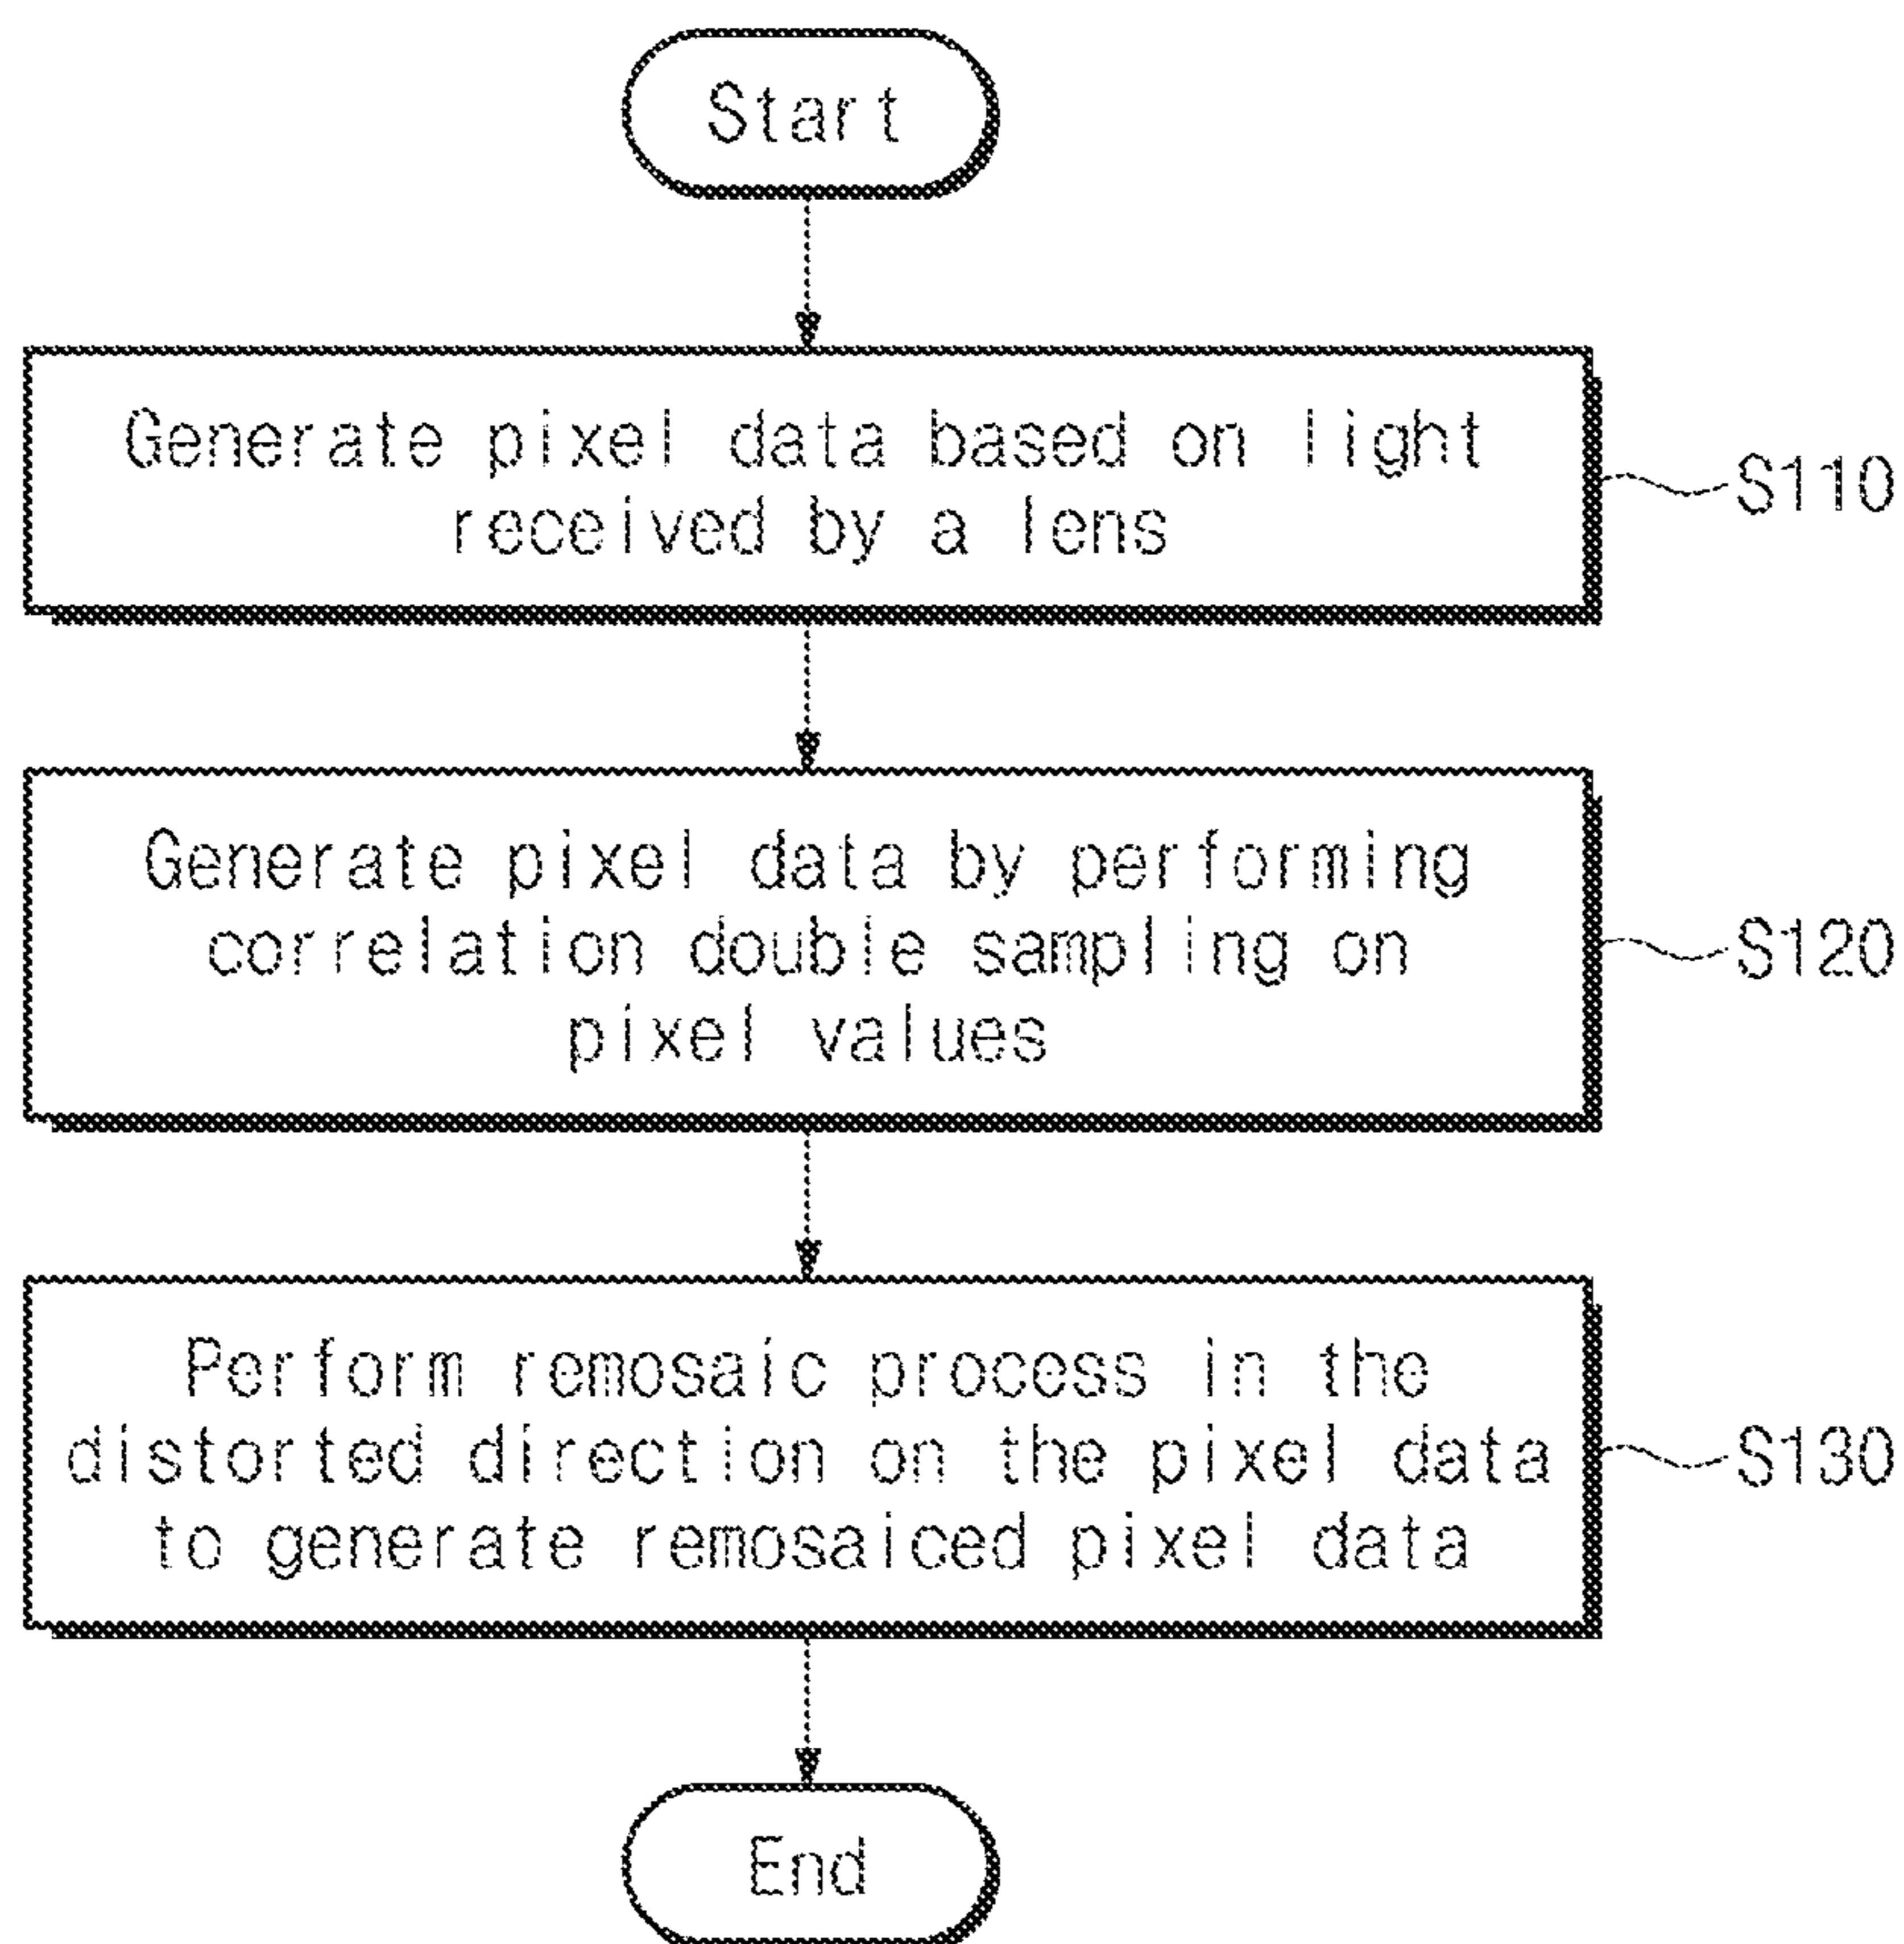 Start
Generate pixel data based on light
received by a lens
S110
Generate pixel data by performing
correlation double sampling on
pixel values
S120
Perform remosaic process in the
distorted direction on the pixel data
to generate remosaiced pixel data
S130
End